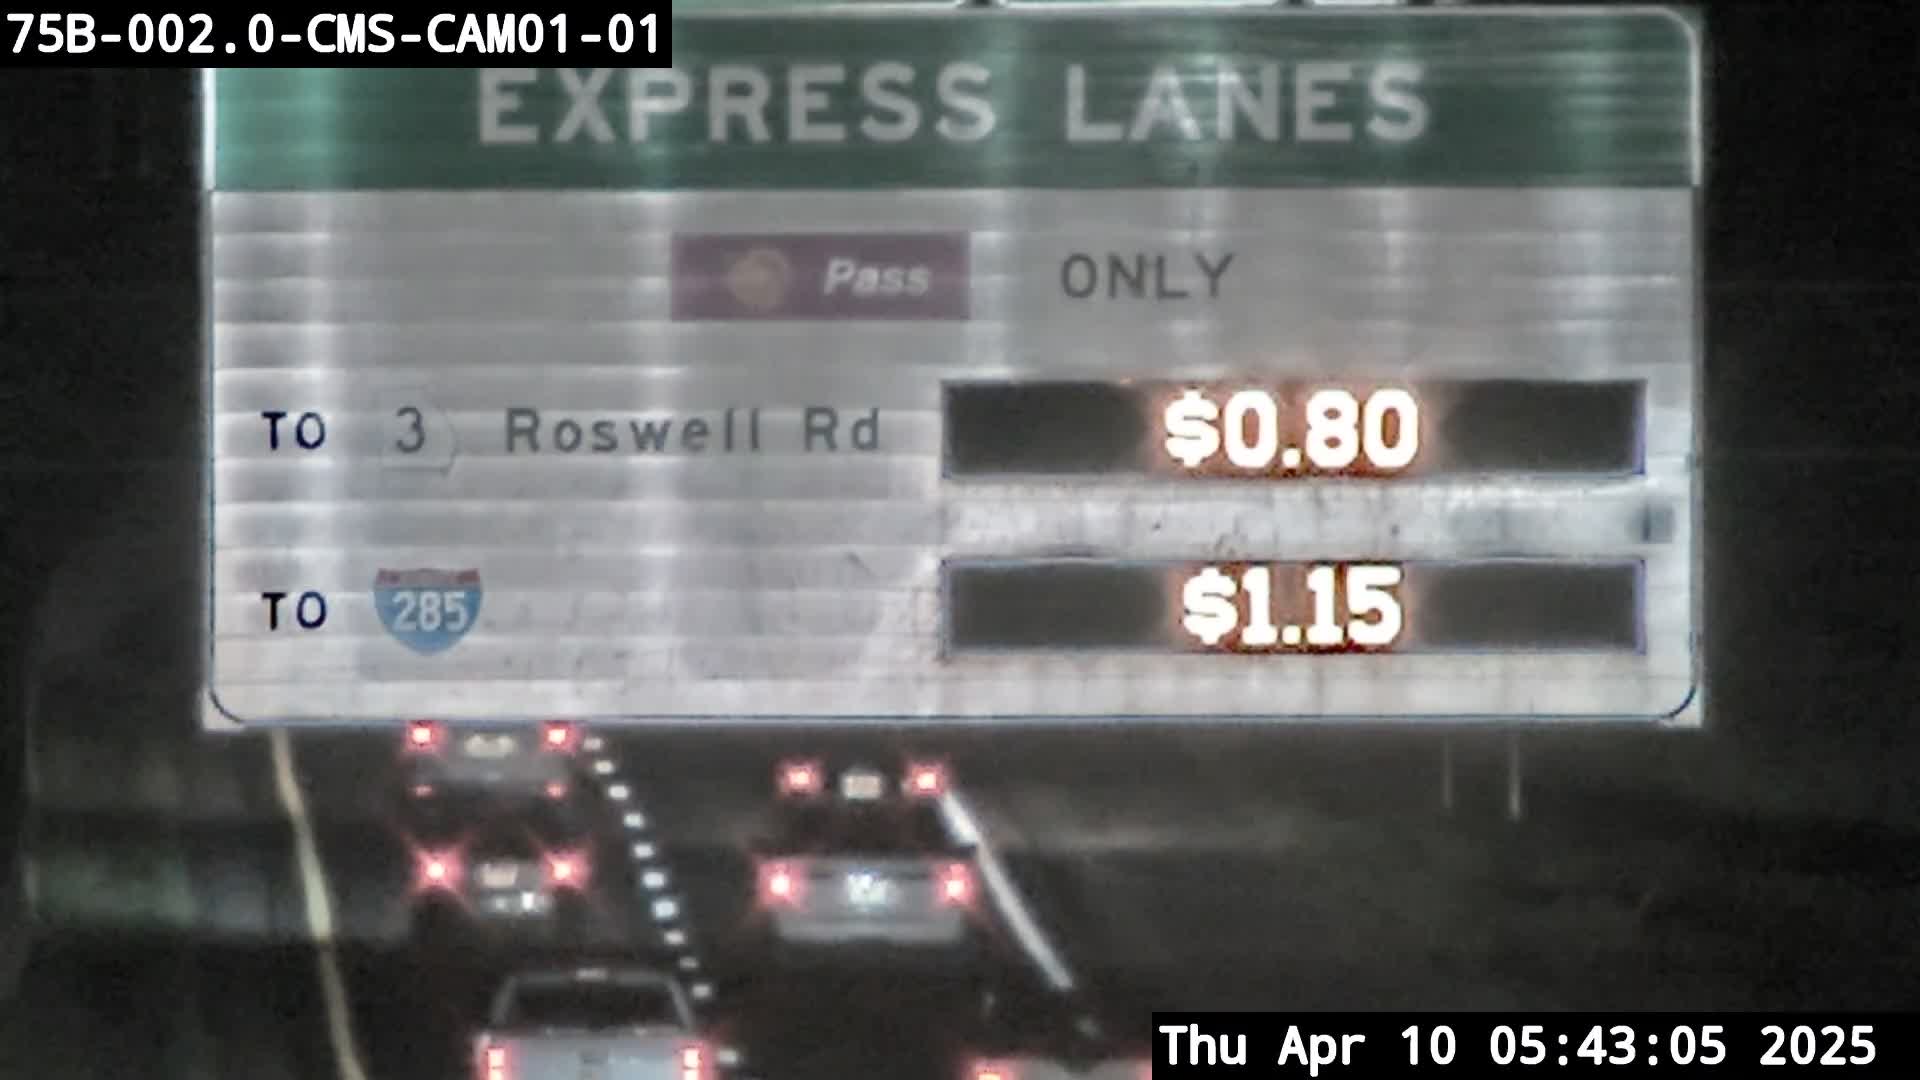 75B-002.0-CMS-CAM01-01
EXPRESS LANES
Pass ONLY
TO 3 Roswell Rd $0.80
TO 285 $1.15
Thu Apr 10 05:43:05 2025